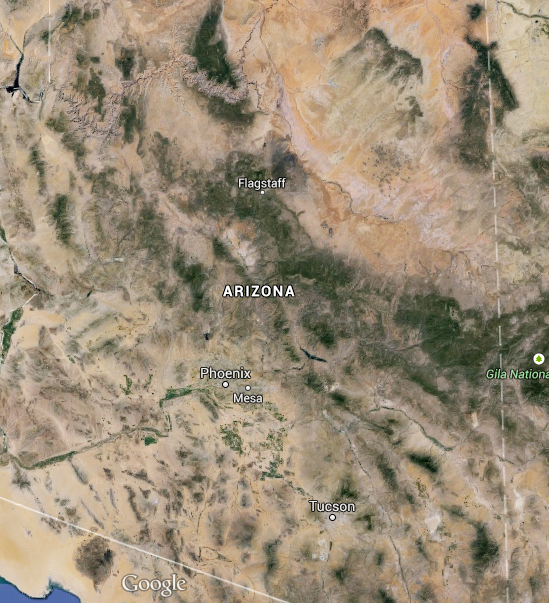 Flagstaff
ARIZONA
Gila Nationa
Phoenix
Mesa
Tucson
Google